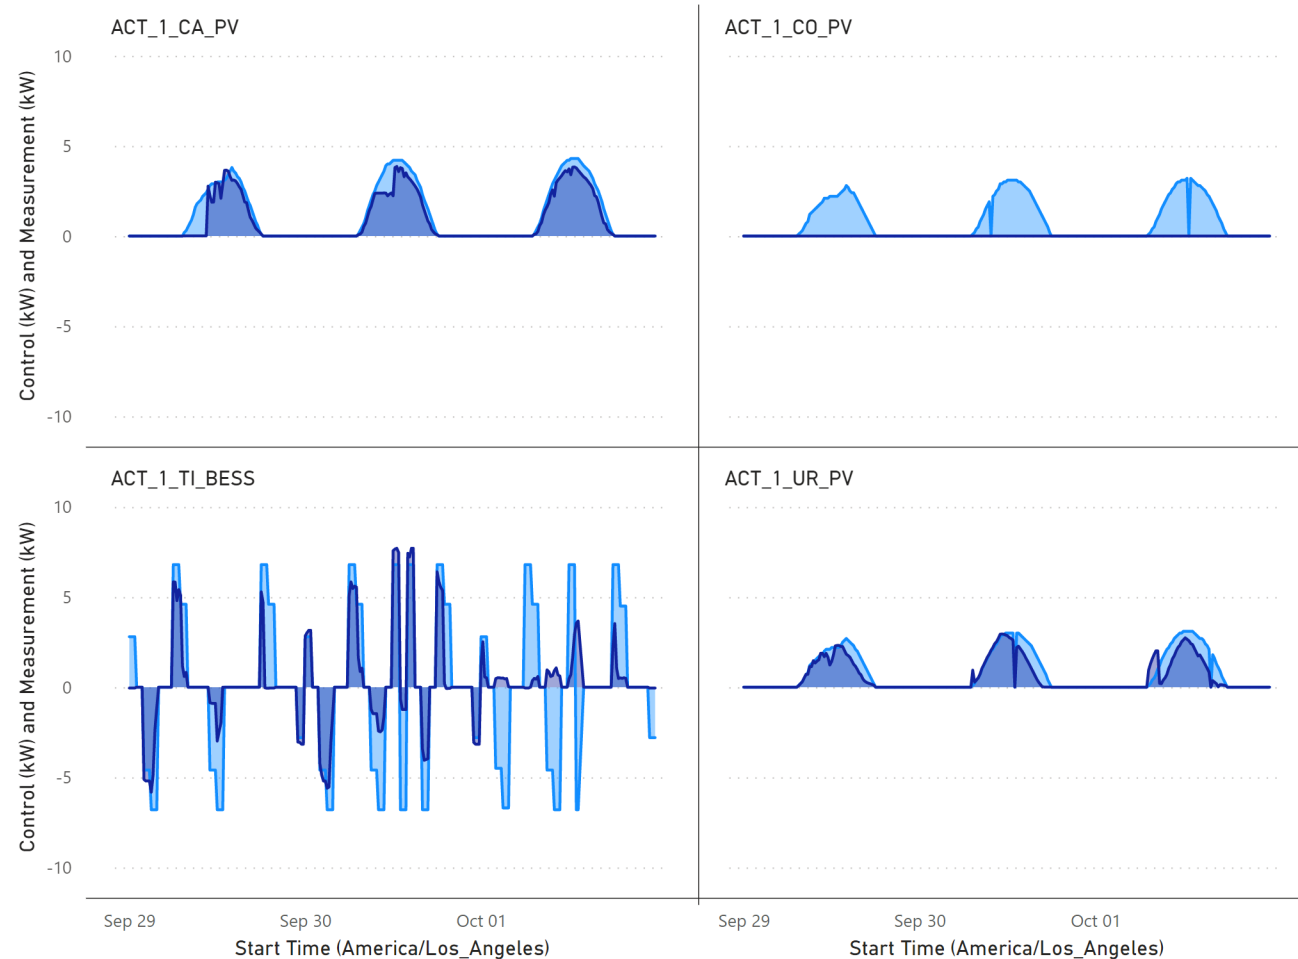 ACT_1_CA_PV
ACT_1_CO_PV
Control (kW) and Measurement (kW)
10
5
0
-5
-10
ACT_1_TI_BESS
ACT_1_UR_PV
Control (kW) and Measurement (kW)
10
5
0
-5
-10
Sep 29
Sep 30
Oct 01
Sep 29
Sep 30
Oct 01
Start Time (America/Los_Angeles)
Start Time (America/Los_Angeles)